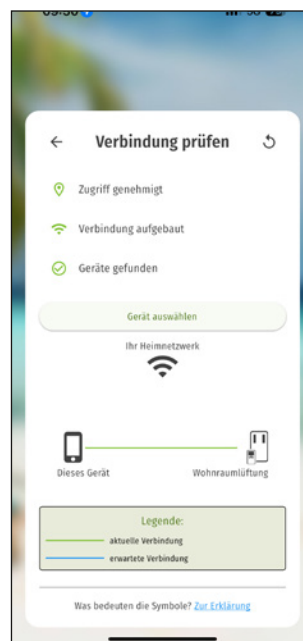 Verbindung prüfen
Zugriff genehmigt
Verbindung aufgebaut
Geräte gefunden
Gerät auswählen
Ihr Heimnetzwerk
Dieses Gerät Wohnraumlüftung
Legende:
aktuelle Verbindung
erwartete Verbindung
Was bedeuten die Symbole? Zur Erklärung